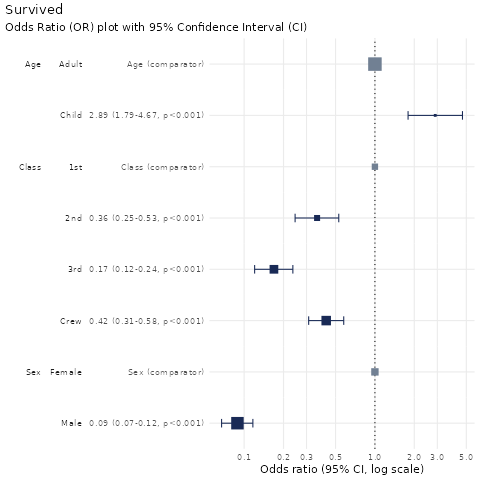 Survived
Odds Ratio (OR) plot with 95% Confidence Interval (CI)
Age Adult Age (comparator)
Child 2.89 (1.79-4.67, p<0.001)
Class 1st Class (comparator)
2nd 0.36 (0.25-0.53, p<0.001)
3rd 0.17 (0.12-0.24, p<0.001)
Crew 0.42 (0.31-0.58, p<0.001)
Sex Female Sex (comparator)
Male 0.09 (0.07-0.12, p<0.001)
0.1 0.2 0.3 0.5 1.0 2.0 3.0 5.0
Odds ratio (95% CI, log scale)